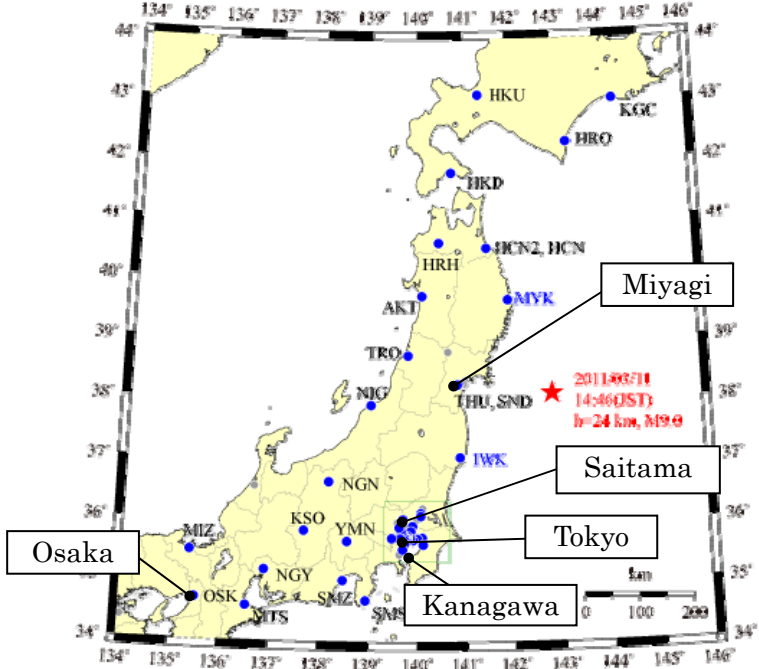 134° 135° 136° 137° 138° 139° 140° 141° 142° 143° 144° 145° 146°
44° 44°
43° 43°
HKU
KGC
HRO
42° 42°
HKD
41° 41°
HCN2, HCN
HRH
40° 40°
Miyagi
MYK
AKT
39° 39°
TRO
2011/03/11
14:46(JST)
h=24 km, M9.0
NIG
THU, SND
38° 38°
37° 37°
IWK
Saitama
NGN
36° 36°
KSO
YMN
MIZ
Tokyo
Osaka
NGY
35° 35°
km
SMZ
Kanagawa
OSK
MTS
SMS
0 100 200
34° 34°
134° 135° 136° 137° 138° 139° 140° 141° 142° 143° 144° 145° 146°